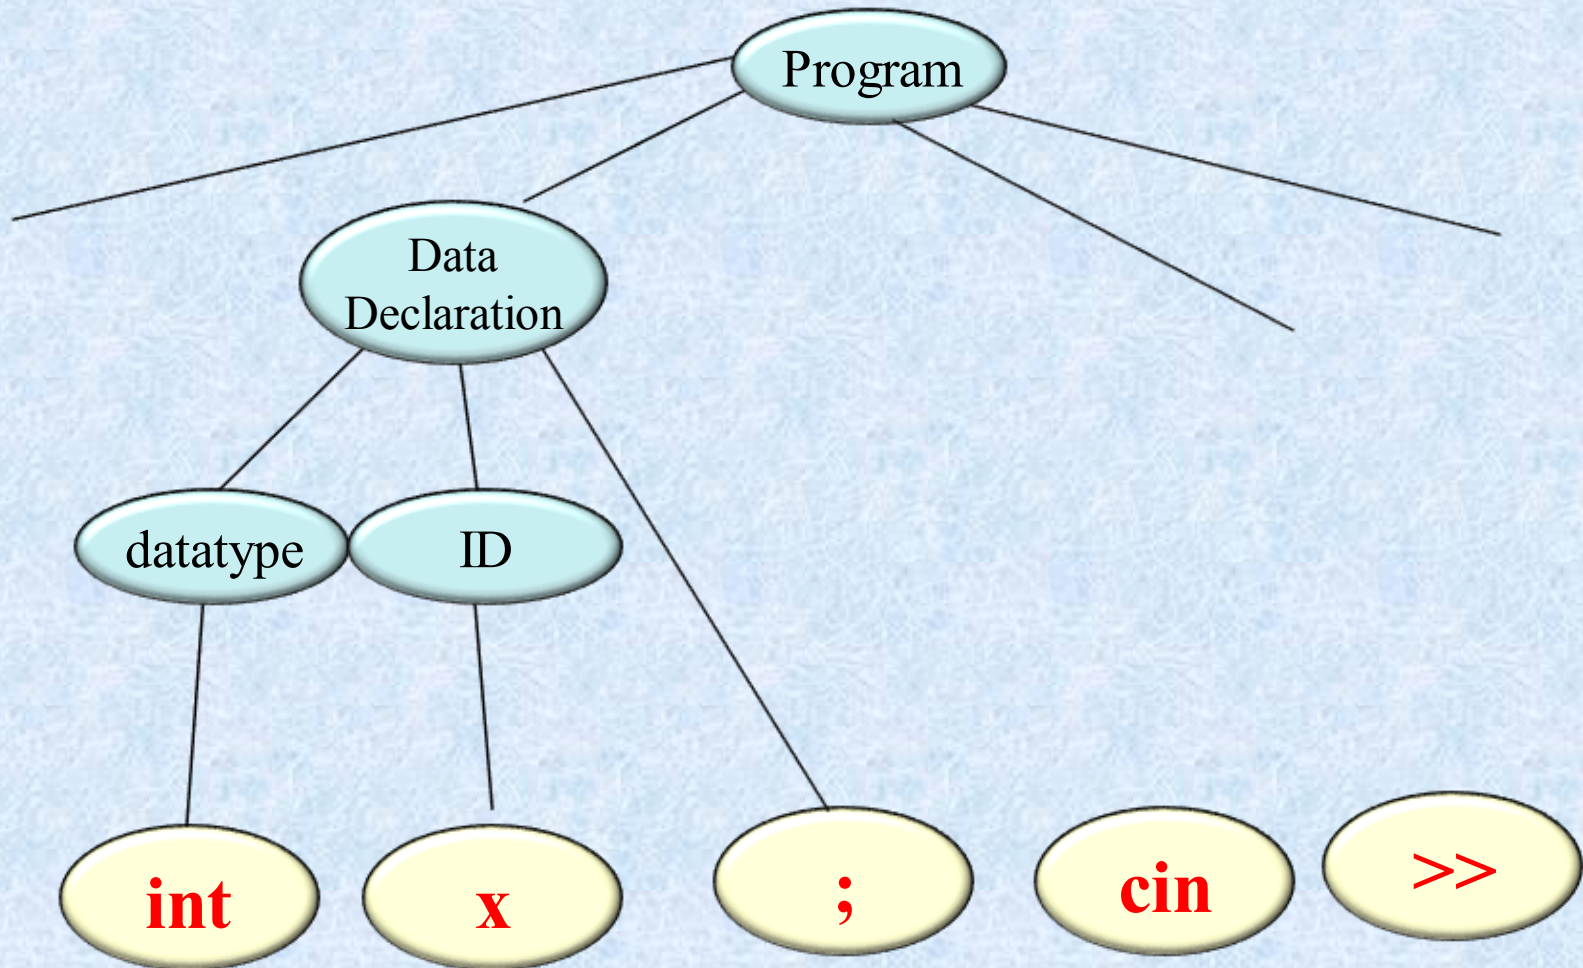 Program
Data
Declaration
datatype
ID
int
x
;
cin
>>